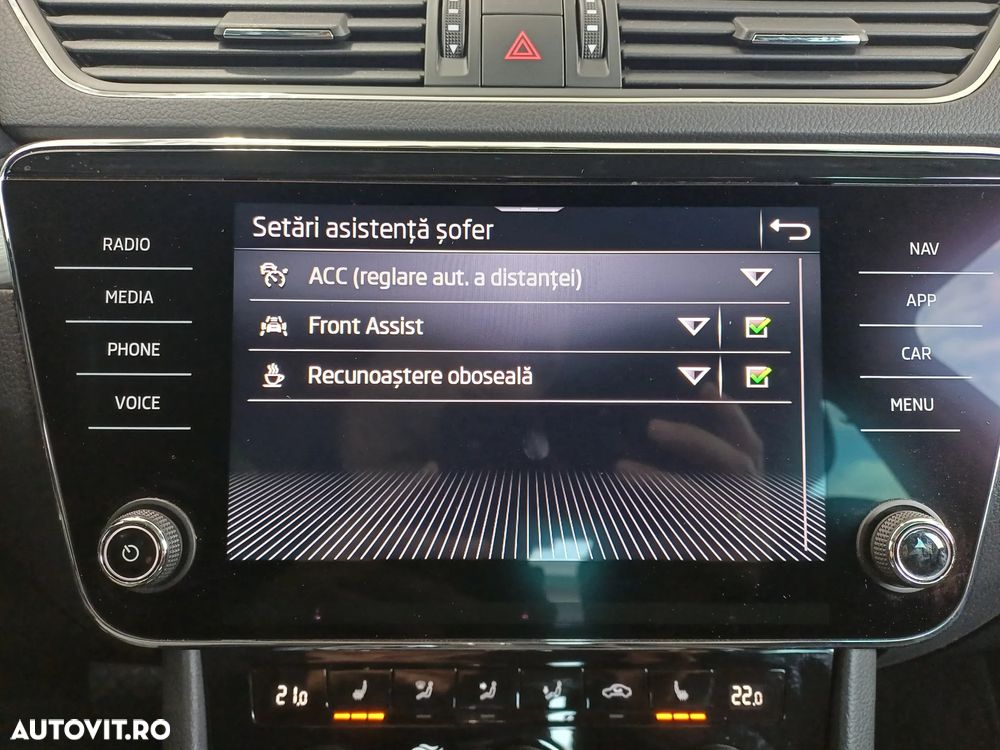 Setări asistență șofer
RADIO
MEDIA
PHONE
VOICE
ACC (reglare aut. a distanței)
Front Assist
Recunoaștere oboseală
NAV
APP
CAR
MENU
21.0
22.0
AUTOVIT.RO